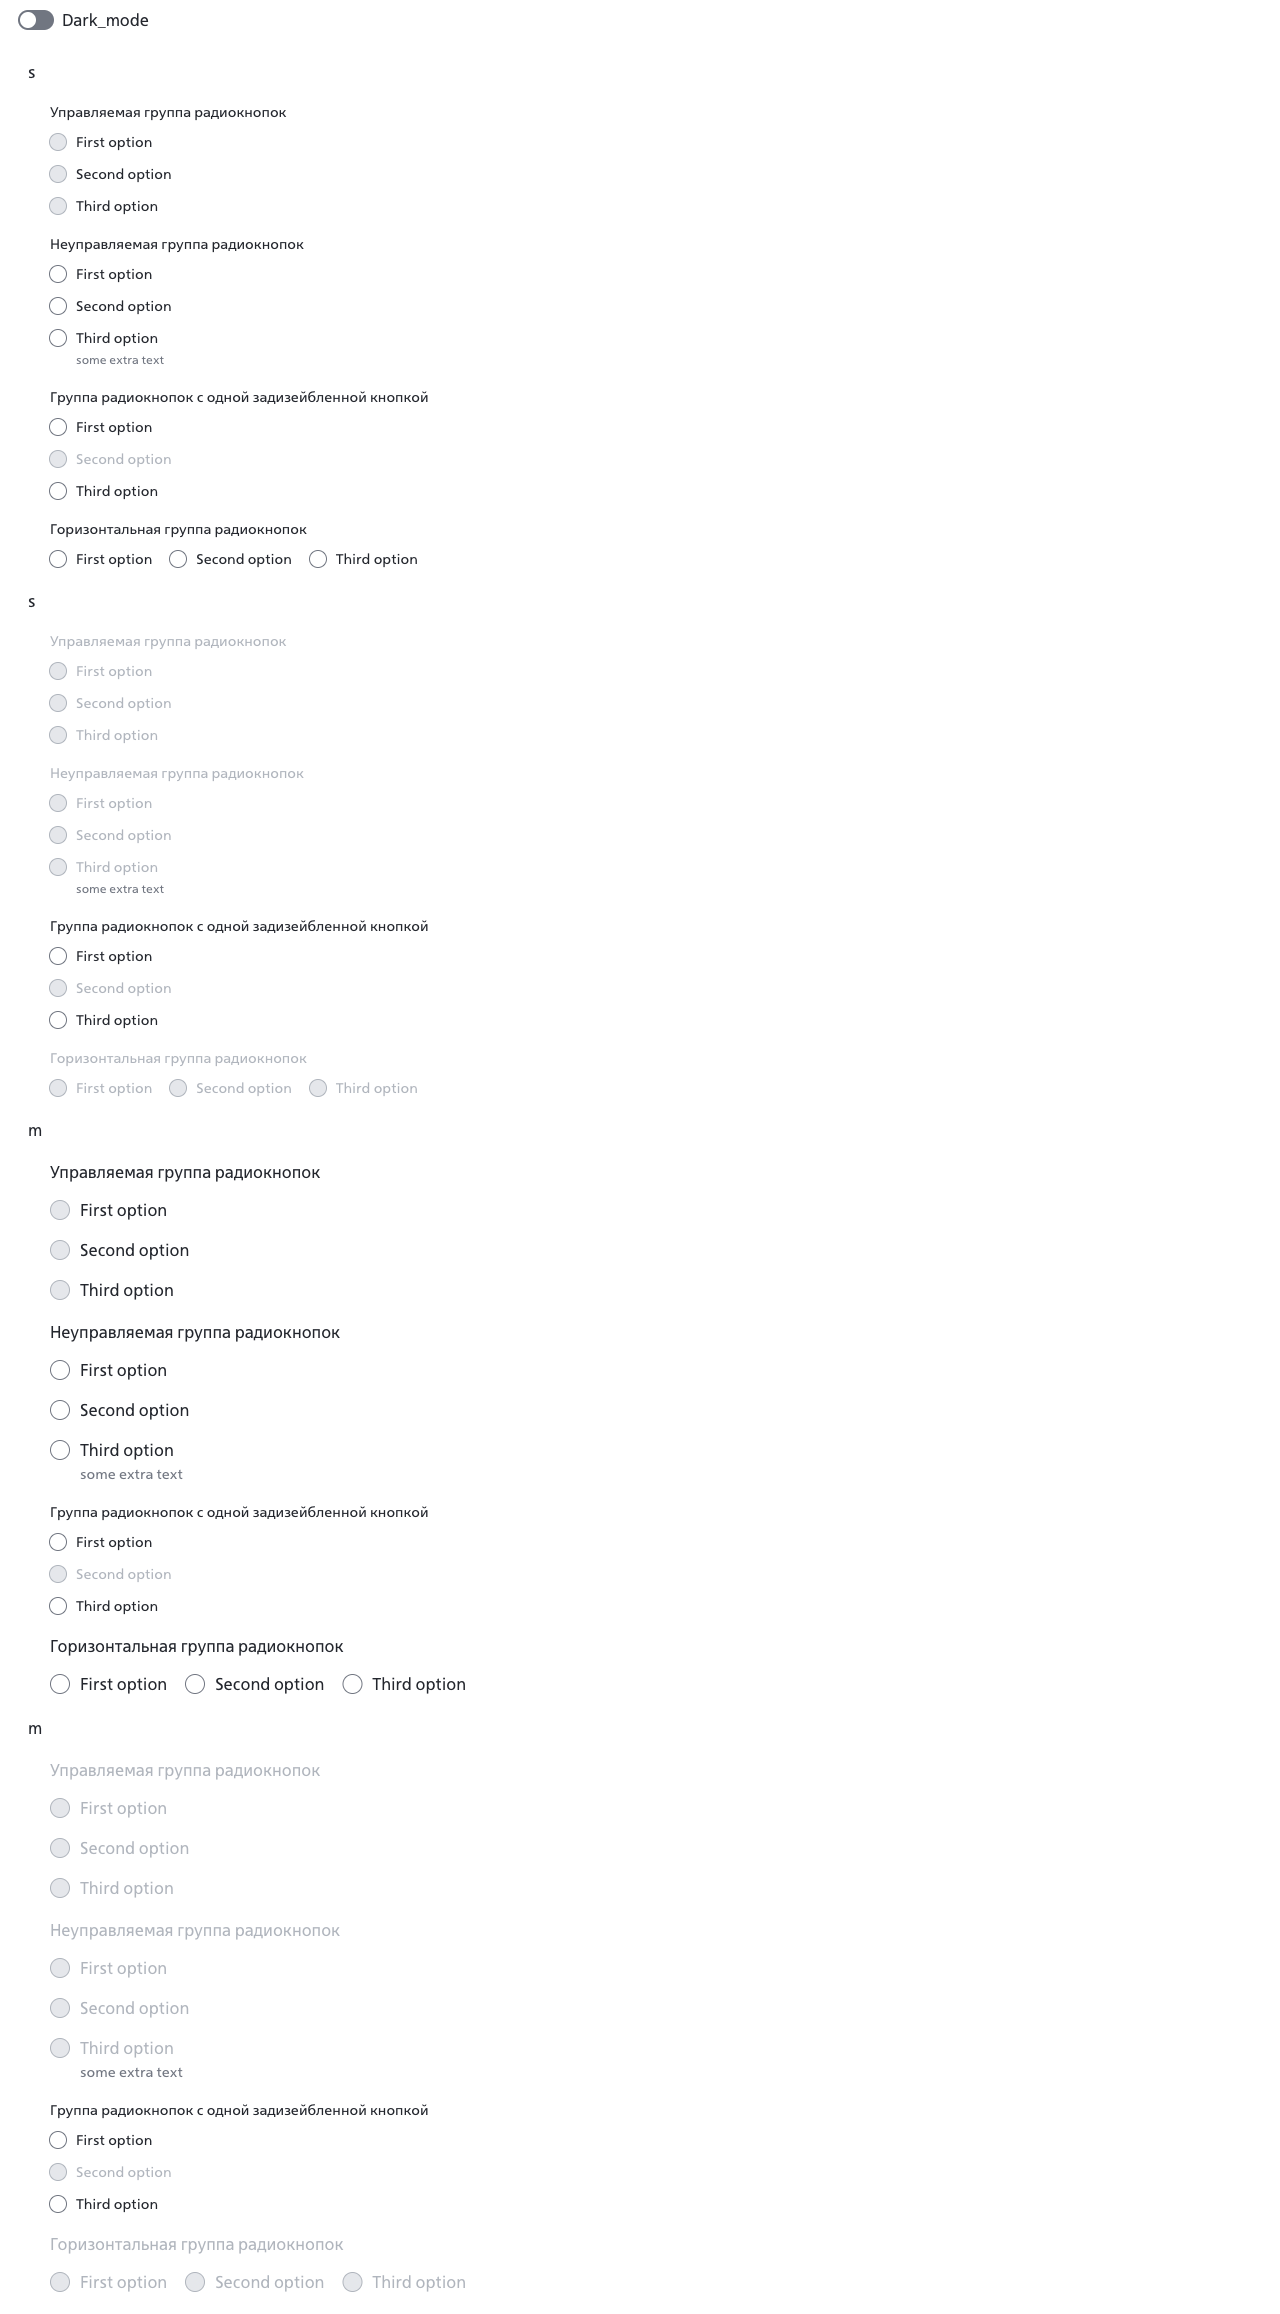 Dark_mode
s
Управляемая группа радиокнопок
First option
Second option
Third option
Неуправляемая группа радиокнопок
First option
Second option
Third option
some extra text
Группа радиокнопок с одной задизейбленной кнопкой
First option
Second option
Third option
Горизонтальная группа радиокнопок
First option Second option Third option
s
Управляемая группа радиокнопок
First option
Second option
Third option
Неуправляемая группа радиокнопок
First option
Second option
Third option
some extra text
Группа радиокнопок с одной задизейбленной кнопкой
First option
Second option
Third option
Горизонтальная группа радиокнопок
First option Second option Third option
m
Управляемая группа радиокнопок
First option
Second option
Third option
Неуправляемая группа радиокнопок
First option
Second option
Third option
some extra text
Группа радиокнопок с одной задизейбленной кнопкой
First option
Second option
Third option
Горизонтальная группа радиокнопок
First option Second option Third option
m
Управляемая группа радиокнопок
First option
Second option
Third option
Неуправляемая группа радиокнопок
First option
Second option
Third option
some extra text
Группа радиокнопок с одной задизейбленной кнопкой
First option
Second option
Third option
Горизонтальная группа радиокнопок
First option Second option Third option